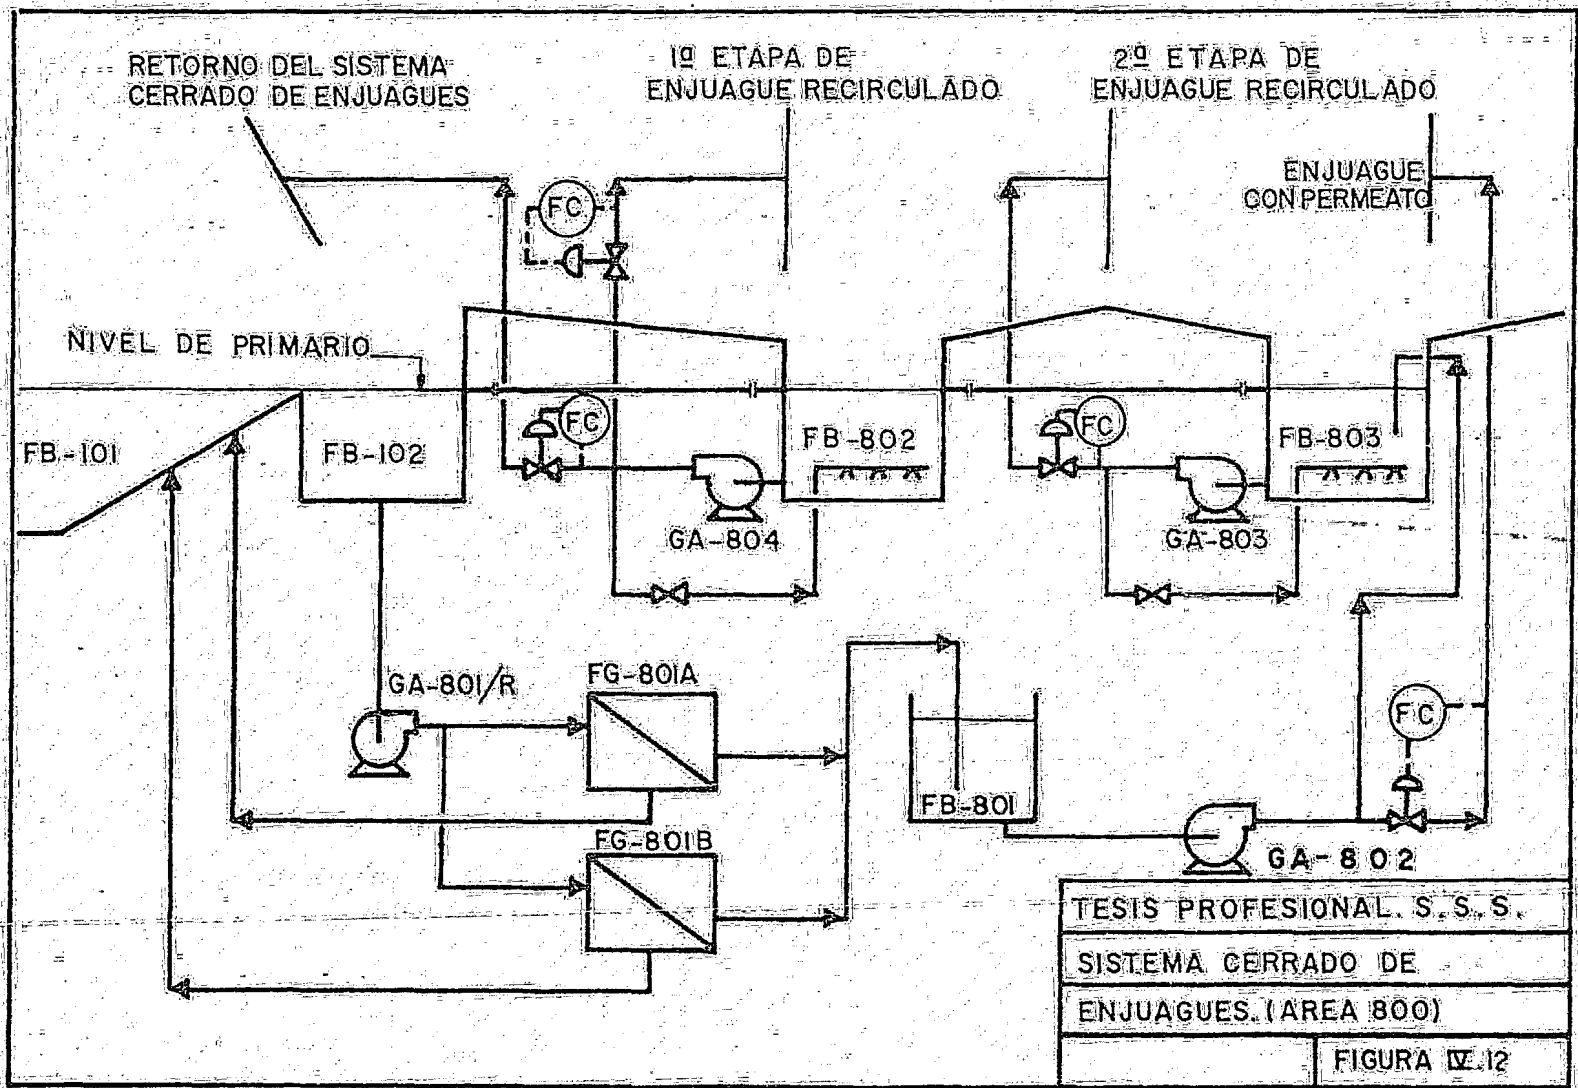 RETORNO DEL SISTEMA
CERRADO DE ENJUAGUES
1ª ETAPA DE
ENJUAGUE RECIRCULADO
2ª ETAPA DE
ENJUAGUE RECIRCULADO
ENJUAGUE
CON PERMEATO
FC
NIVEL DE PRIMARIO
FC
FC
FB-101
FB-102
FB-802
FB-803
GA-804
GA-803
GA-801/R
FG-801A
FC
FB-801
FG-801B
GA-802
TESIS PROFESIONAL. S.S.S.
SISTEMA CERRADO DE
ENJUAGUES. (AREA 800)
FIGURA IV.12